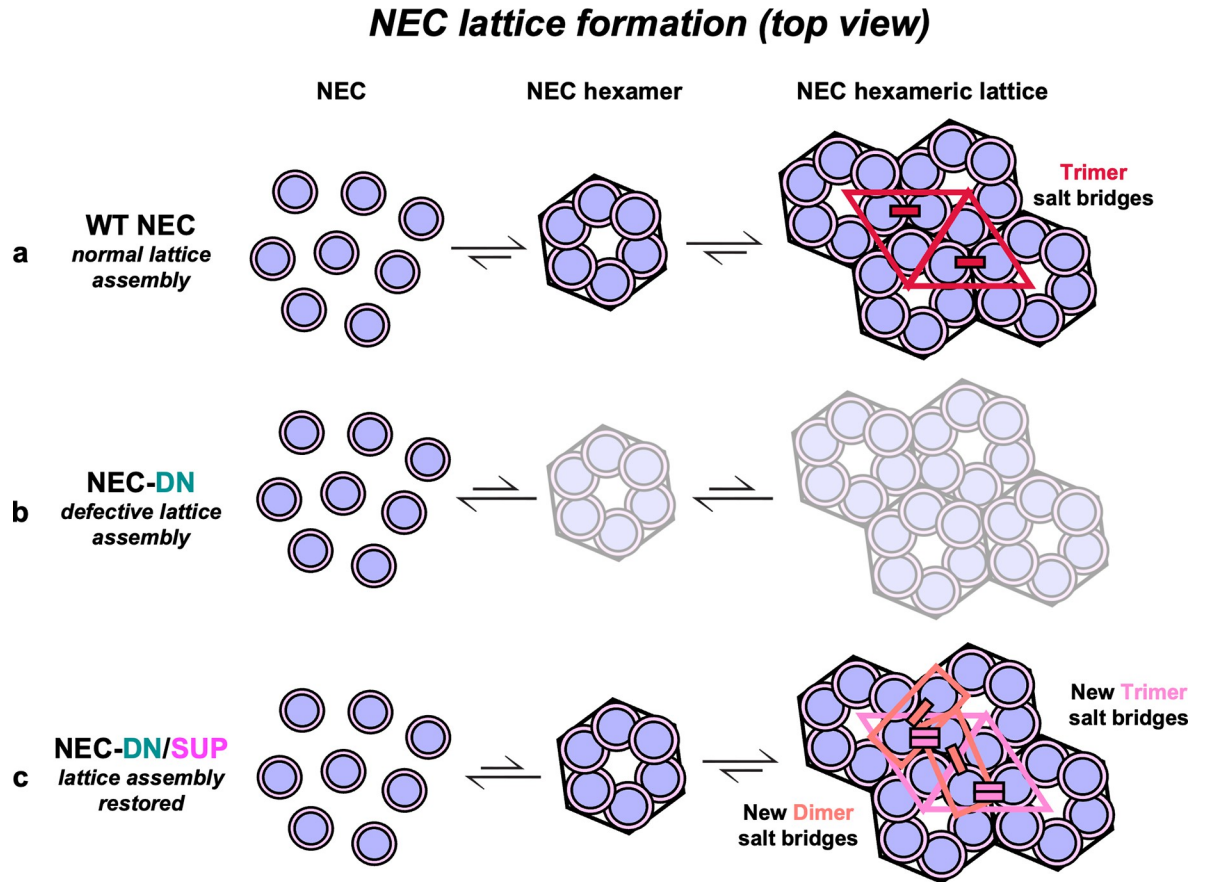 NEC lattice formation (top view)
NEC
NEC hexamer
NEC hexameric lattice
a
WT NEC
normal lattice
assembly
Trimer
salt bridges
b
NEC-DN
defective lattice
assembly
c
NEC-DN/SUP
lattice assembly
restored
New Trimer
salt bridges
New Dimer
salt bridges